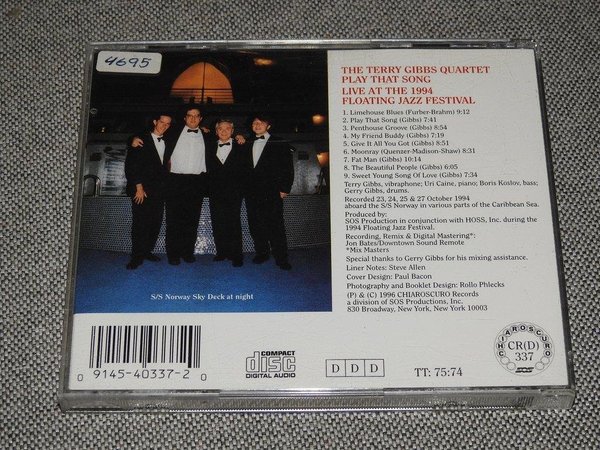 4695
THE TERRY GIBBS QUARTET
PLAY THAT SONG
LIVE AT THE 1994
FLOATING JAZZ FESTIVAL
1. Limehouse Blues (Furber-Brahm) 9:12
2. Play That Song (Gibbs) 7:41
3. Penthouse Groove (Gibbs) 8:54
4. My Friend Buddy (Gibbs) 7:19
5. Give It All You Got (Gibbs) 8:51
6. Moonray (Quenzer-Madison-Shaw) 8:31
7. Fat Man (Gibbs) 10:14
8. The Beautiful People (Gibbs) 6:05
9. Sweet Young Song Of Love (Gibbs) 7:34
Terry Gibbs, vibraphone; Uri Caine, piano; Boris Koslov, bass;
Gerry Gibbs, drums.
Recorded 23, 24, 25 & 27 October 1994
aboard the S/S Norway in various parts of the Caribbean Sea.
Produced by:
SOS Production in conjunction with HOSS, Inc. during the
1994 Floating Jazz Festival.
Recording, Remix & Digital Mastering*:
Jon Bates/Downtown Sound Remote
*Mix Masters
Special thanks to Gerry Gibbs for his mixing assistance.
Liner Notes: Steve Allen
Cover Design: Paul Bacon
Photography and Booklet Design: Rollo Phlecks
(P) & (C) 1996 CHIAROSCURO Records
a division of SOS Productions, Inc.
830 Broadway, New York, New York 10003
S/S Norway Sky Deck at night
0 9145-40337-2 0
COMPACT
disc
DIGITAL AUDIO
D D D
TT: 75:74
CHIAROSCURO
CR(D)
337
SOS